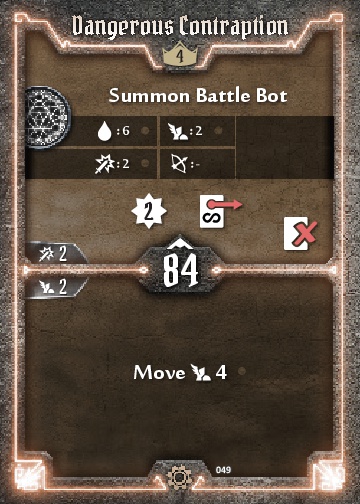 Dangerous Contraption
4
Summon Battle Bot
:6 :2
:2 :-
2 S
2
84
2
Move 4
049